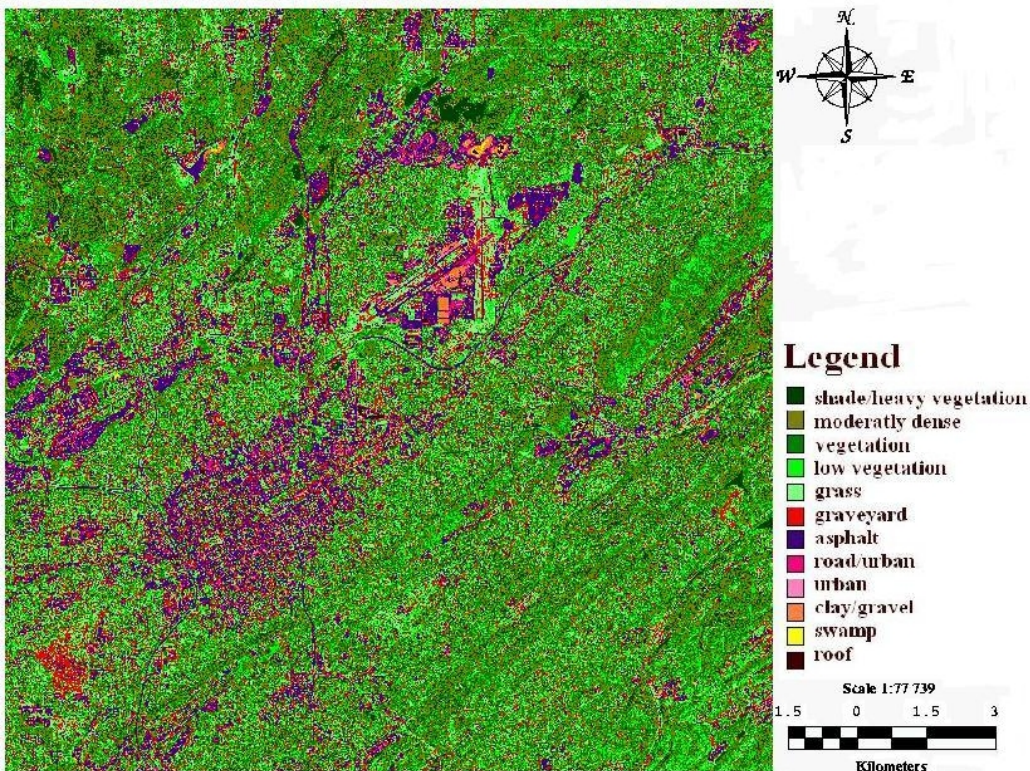 N
W E
S
Legend
shade/heavy vegetation
moderatly dense
vegetation
low vegetation
grass
graveyard
asphalt
road/urban
urban
clay/gravel
swamp
roof
Scale 1:77 739
1.5 0 1.5 3
Kilometers